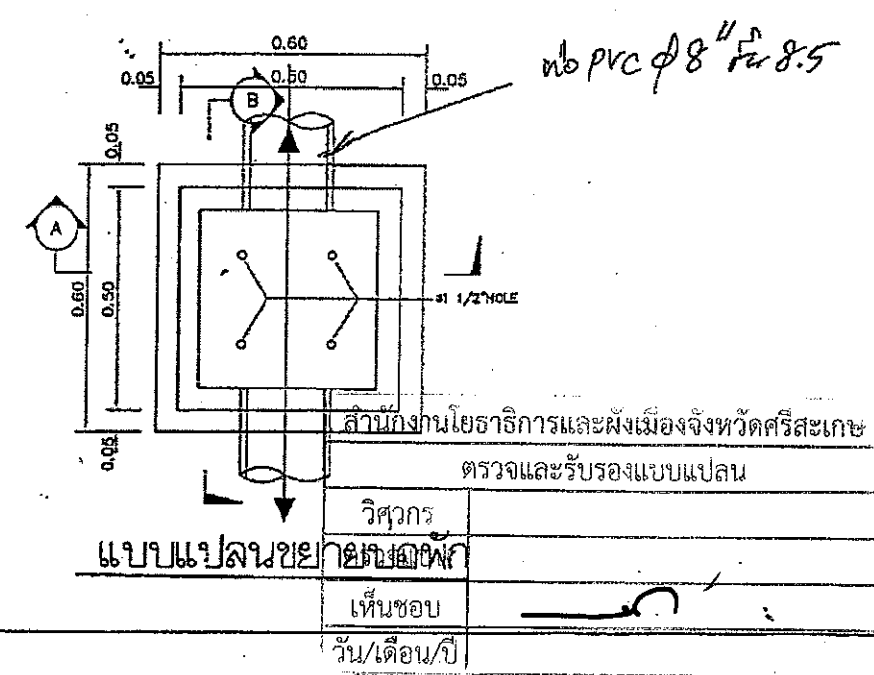 0.60
ท่อ PVC φ 8" ชั้น 8.5
0.05 0.50 0.05
B
0.05
A
0.60
0.50
ø1 1/2"HOLE
0.05
สำนักงานโยธาธิการและผังเมืองจังหวัดศรีสะเกษ
ตรวจและรับรองแบบแปลน
วิศวกร
แบบแปลนขยายบ่อพัก
เห็นชอบ
วัน/เดือน/ปี